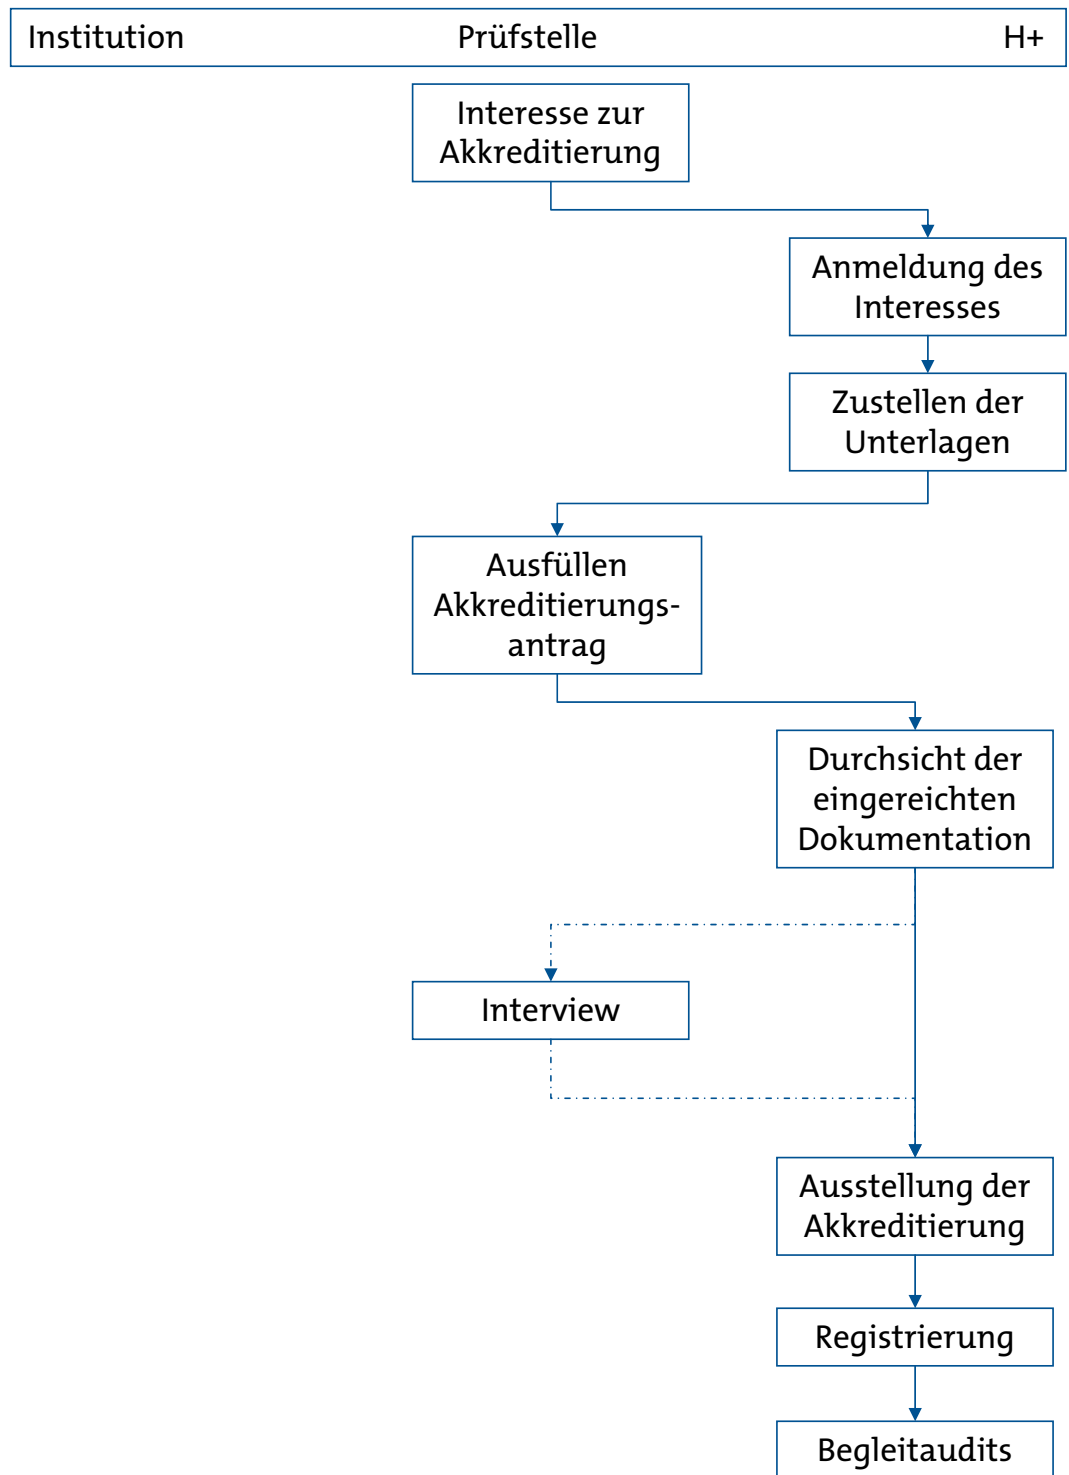 Institution Prüfstelle H+
Interesse zur
Akkreditierung
Anmeldung des
Interesses
Zustellen der
Unterlagen
Ausfüllen
Akkreditierungs-
antrag
Durchsicht der
eingereichten
Dokumentation
Interview
Ausstellung der
Akkreditierung
Registrierung
Begleitaudits